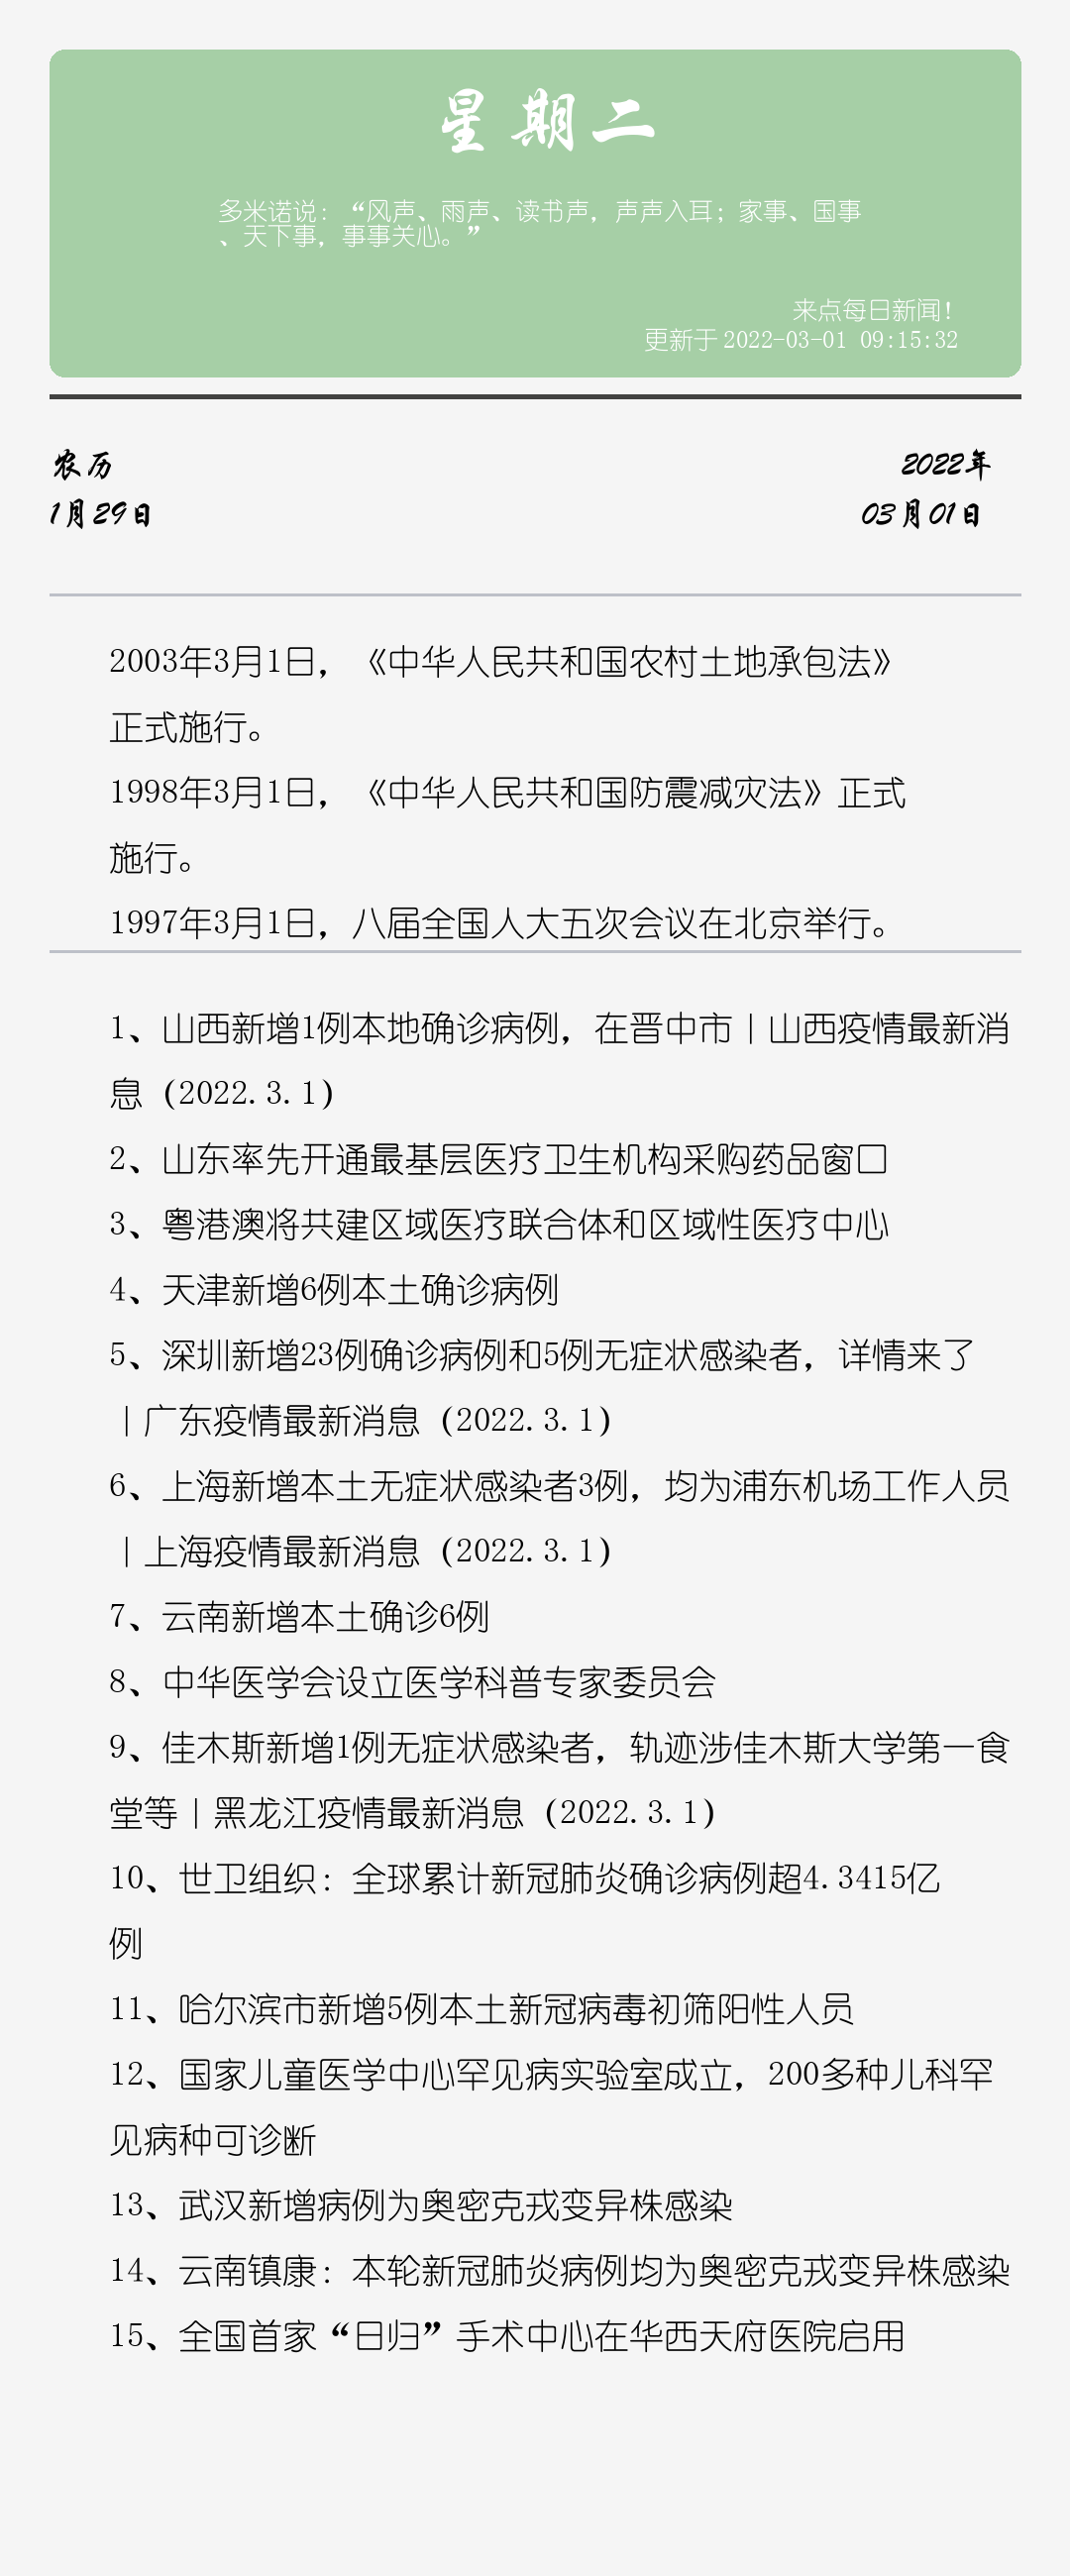 星期二
多米诺说：“风声、雨声、读书声，声声入耳；家事、国事
、天下事，事事关心。”
来点每日新闻！
更新于 2022-03-01 09:15:32
农历
2022年
1月29日
03月01日
2003年3月1日，《中华人民共和国农村土地承包法》
正式施行。
1998年3月1日，《中华人民共和国防震减灾法》正式
施行。
1997年3月1日，八届全国人大五次会议在北京举行。
1、山西新增1例本地确诊病例，在晋中市丨山西疫情最新消
息（2022.3.1）
2、山东率先开通最基层医疗卫生机构采购药品窗口
3、粤港澳将共建区域医疗联合体和区域性医疗中心
4、天津新增6例本土确诊病例
5、深圳新增23例确诊病例和5例无症状感染者，详情来了
丨广东疫情最新消息（2022.3.1）
6、上海新增本土无症状感染者3例，均为浦东机场工作人员
丨上海疫情最新消息（2022.3.1）
7、云南新增本土确诊6例
8、中华医学会设立医学科普专家委员会
9、佳木斯新增1例无症状感染者，轨迹涉佳木斯大学第一食
堂等丨黑龙江疫情最新消息（2022.3.1）
10、世卫组织：全球累计新冠肺炎确诊病例超4.3415亿
例
11、哈尔滨市新增5例本土新冠病毒初筛阳性人员
12、国家儿童医学中心罕见病实验室成立，200多种儿科罕
见病种可诊断
13、武汉新增病例为奥密克戎变异株感染
14、云南镇康：本轮新冠肺炎病例均为奥密克戎变异株感染
15、全国首家“日归”手术中心在华西天府医院启用